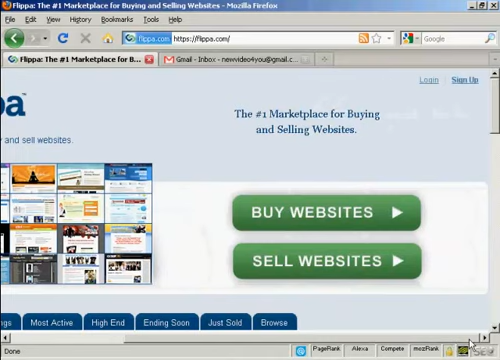 Flippa: The #1 Marketplace for Buying and Selling Websites - Mozilla Firefox
File Edit View History Bookmarks Tools Help
flippa.com https://flippa.com/
Google
Flippa: The #1 Marketplace for B...
Gmail - Inbox - newvideo4you@gmail.c...
Login Sign Up
pa™
The #1 Marketplace for Buying
and Selling Websites.
y and sell websites.
BUY WEBSITES
SELL WEBSITES
ngs Most Active High End Ending Soon Just Sold Browse
Done
PageRank Alexa Compete mozRank